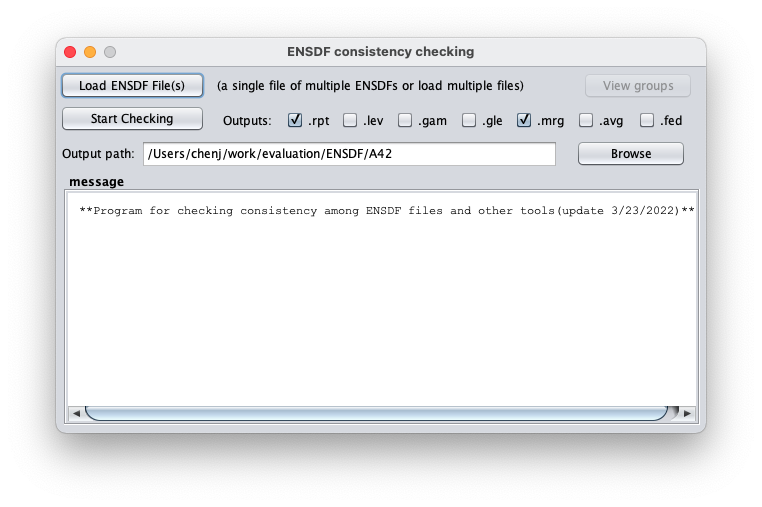 ENSDF consistency checking
Load ENSDF File(s) (a single file of multiple ENSDFs or load multiple files) View groups
Start Checking Outputs: .rpt .lev .gam .gle .mrg .avg .fed
Output path: /Users/chenj/work/evaluation/ENSDF/A42 Browse
message
**Program for checking consistency among ENSDF files and other tools(update 3/23/2022)**